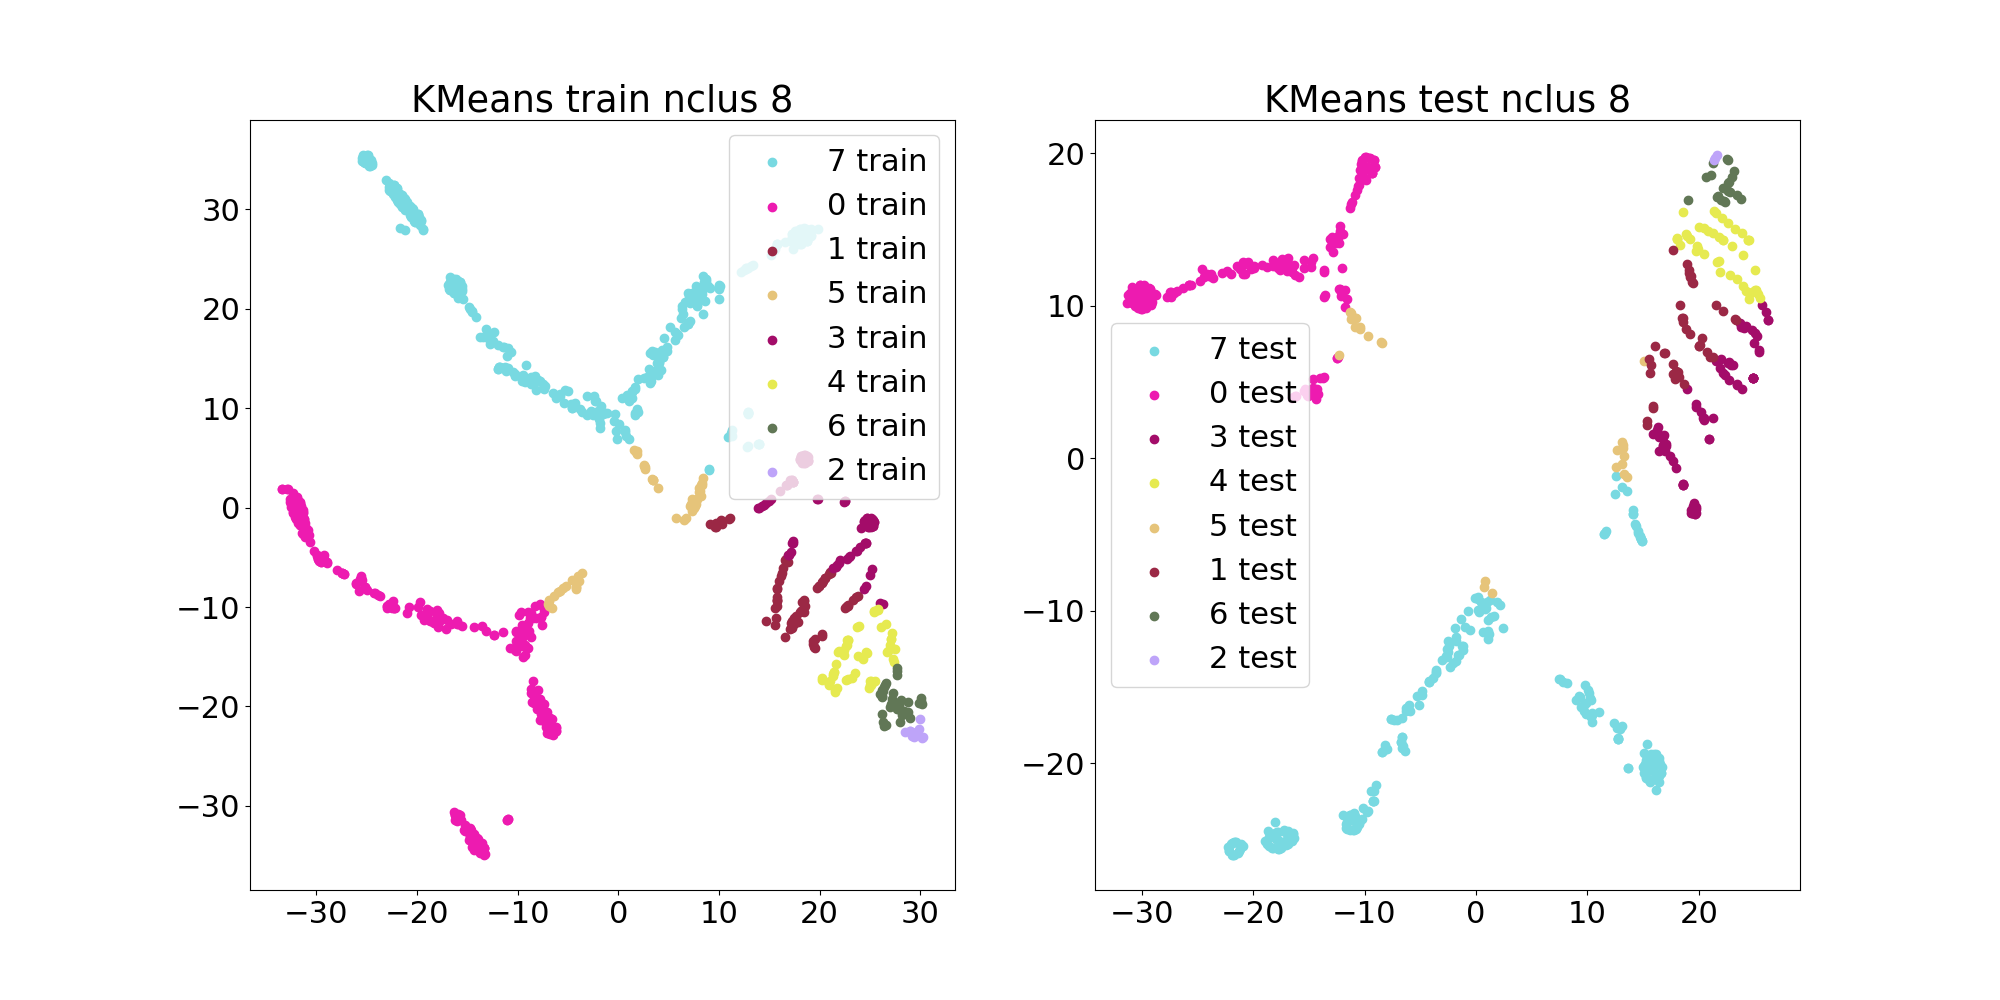 KMeans train nclus 8
30
20
10
0
−10
−20
−30
−30 −20 −10 0 10 20 30
7 train
0 train
1 train
5 train
3 train
4 train
6 train
2 train
KMeans test nclus 8
20
10
0
−10
−20
−30 −20 −10 0 10 20
7 test
0 test
3 test
4 test
5 test
1 test
6 test
2 test